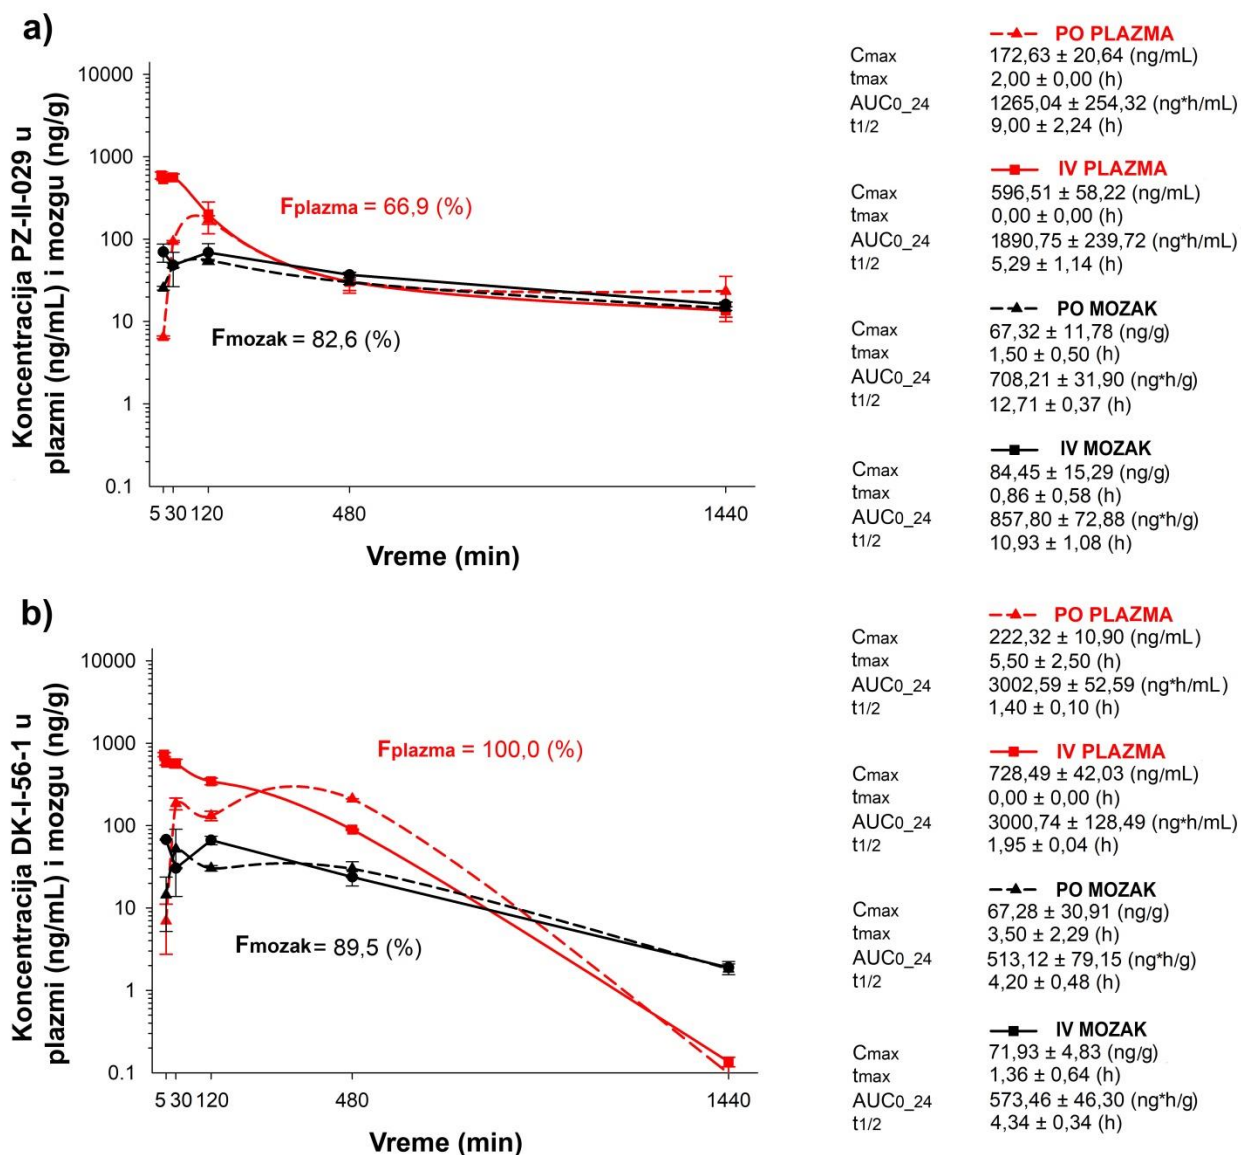 a)
Koncentracija PZ-II-029 u
plazmi (ng/mL) i mozgu (ng/g)
10000
1000
100
10
1
0.1
Fplazma = 66,9 (%)
Fmozak = 82,6 (%)
5 30 120 480 1440
Vreme (min)
PO PLAZMA
Cmax 172,63 ± 20,64 (ng/mL)
tmax 2,00 ± 0,00 (h)
AUC0_24 1265,04 ± 254,32 (ng*h/mL)
t1/2 9,00 ± 2,24 (h)
IV PLAZMA
Cmax 596,51 ± 58,22 (ng/mL)
tmax 0,00 ± 0,00 (h)
AUC0_24 1890,75 ± 239,72 (ng*h/mL)
t1/2 5,29 ± 1,14 (h)
PO MOZAK
Cmax 67,32 ± 11,78 (ng/g)
tmax 1,50 ± 0,50 (h)
AUC0_24 708,21 ± 31,90 (ng*h/g)
t1/2 12,71 ± 0,37 (h)
IV MOZAK
Cmax 84,45 ± 15,29 (ng/g)
tmax 0,86 ± 0,58 (h)
AUC0_24 857,80 ± 72,88 (ng*h/g)
t1/2 10,93 ± 1,08 (h)
b)
Koncentracija DK-I-56-1 u
plazmi (ng/mL) i mozgu (ng/g)
10000
1000
100
10
1
0.1
Fplazma = 100,0 (%)
Fmozak = 89,5 (%)
5 30 120 480 1440
Vreme (min)
PO PLAZMA
Cmax 222,32 ± 10,90 (ng/mL)
tmax 5,50 ± 2,50 (h)
AUC0_24 3002,59 ± 52,59 (ng*h/mL)
t1/2 1,40 ± 0,10 (h)
IV PLAZMA
Cmax 728,49 ± 42,03 (ng/mL)
tmax 0,00 ± 0,00 (h)
AUC0_24 3000,74 ± 128,49 (ng*h/mL)
t1/2 1,95 ± 0,04 (h)
PO MOZAK
Cmax 67,28 ± 30,91 (ng/g)
tmax 3,50 ± 2,29 (h)
AUC0_24 513,12 ± 79,15 (ng*h/g)
t1/2 4,20 ± 0,48 (h)
IV MOZAK
Cmax 71,93 ± 4,83 (ng/g)
tmax 1,36 ± 0,64 (h)
AUC0_24 573,46 ± 46,30 (ng*h/g)
t1/2 4,34 ± 0,34 (h)